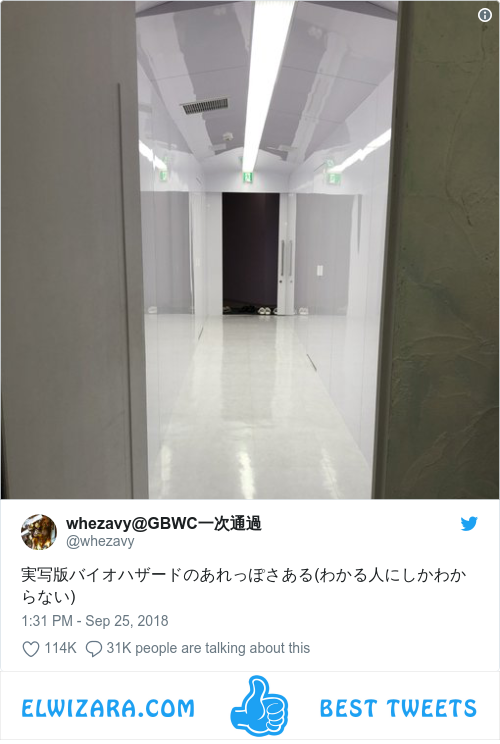 whezavy@GBWC一次通過
@whezavy
実写版バイオハザードのあれっぽさある(わかる人にしかわか
らない)
1:31 PM - Sep 25, 2018
114K 31K people are talking about this
ELWIZARA.COM BEST TWEETS